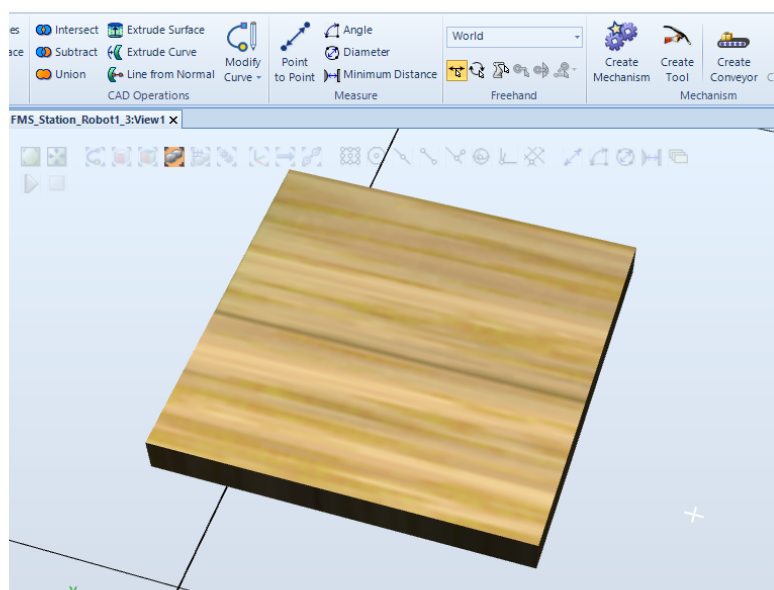 es Intersect Extrude Surface Angle World
ace Subtract Extrude Curve Modify Curve Point to Point Diameter Create Mechanism Create Tool Create Conveyor
Union Line from Normal Minimum Distance
CAD Operations Measure Freehand Mechanism
FMS_Station_Robot1_3:View1